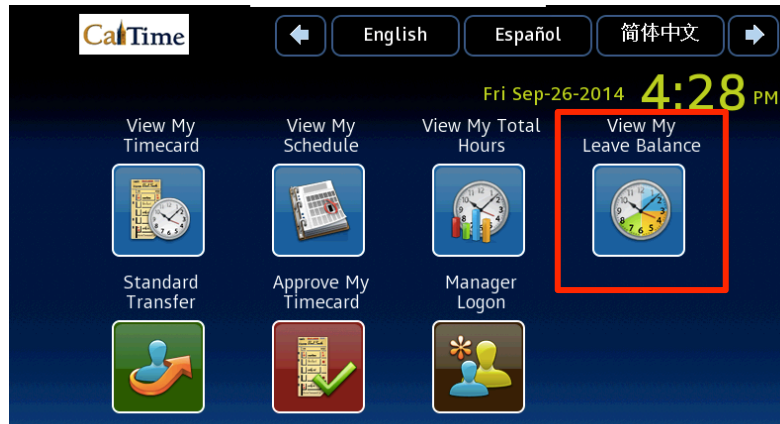 CalTime
English Español 简体中文
Fri Sep-26-2014 4:28 PM
View My
Timecard
View My
Schedule
View My Total
Hours
View My
Leave Balance
Standard
Transfer
Approve My
Timecard
Manager
Logon